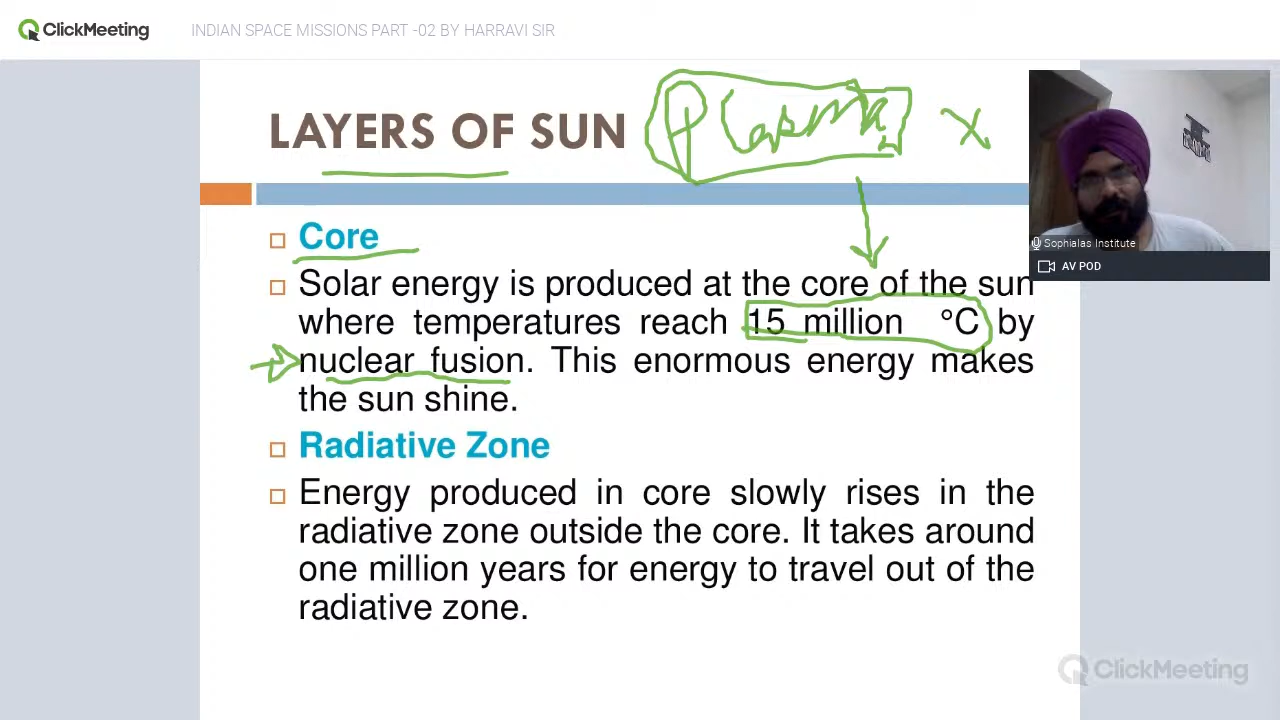 ClickMeeting
INDIAN SPACE MISSIONS PART -02 BY HARRAVI SIR
LAYERS OF SUN
Plasma
X
Core
Solar energy is produced at the core of the sun
where temperatures reach 15 million °C by
nuclear fusion. This enormous energy makes
the sun shine.
Radiative Zone
Energy produced in core slowly rises in the
radiative zone outside the core. It takes around
one million years for energy to travel out of the
radiative zone.
Sophialas Institute
AV POD
ClickMeeting